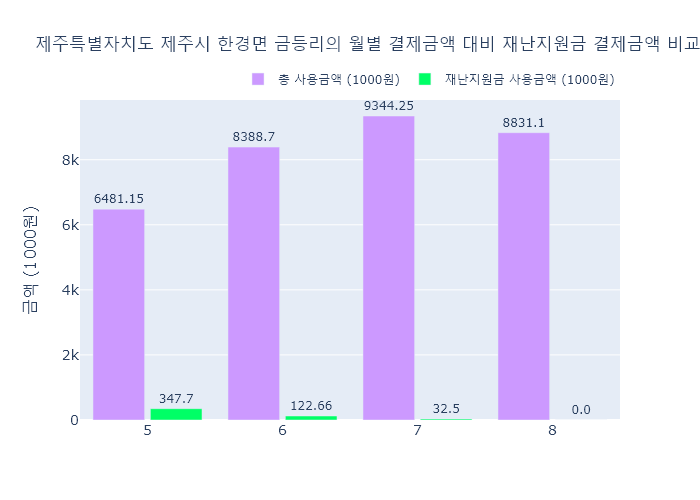 제주특별자치도 제주시 한경면 금등리의 월별 결제금액 대비 재난지원금 결제금액 비교
총 사용금액 (1000원) 재난지원금 사용금액 (1000원)
금액 (1000원)
8k
6k
4k
2k
0
6481.15
347.7
8388.7
122.66
9344.25
32.5
8831.1
0.0
5 6 7 8